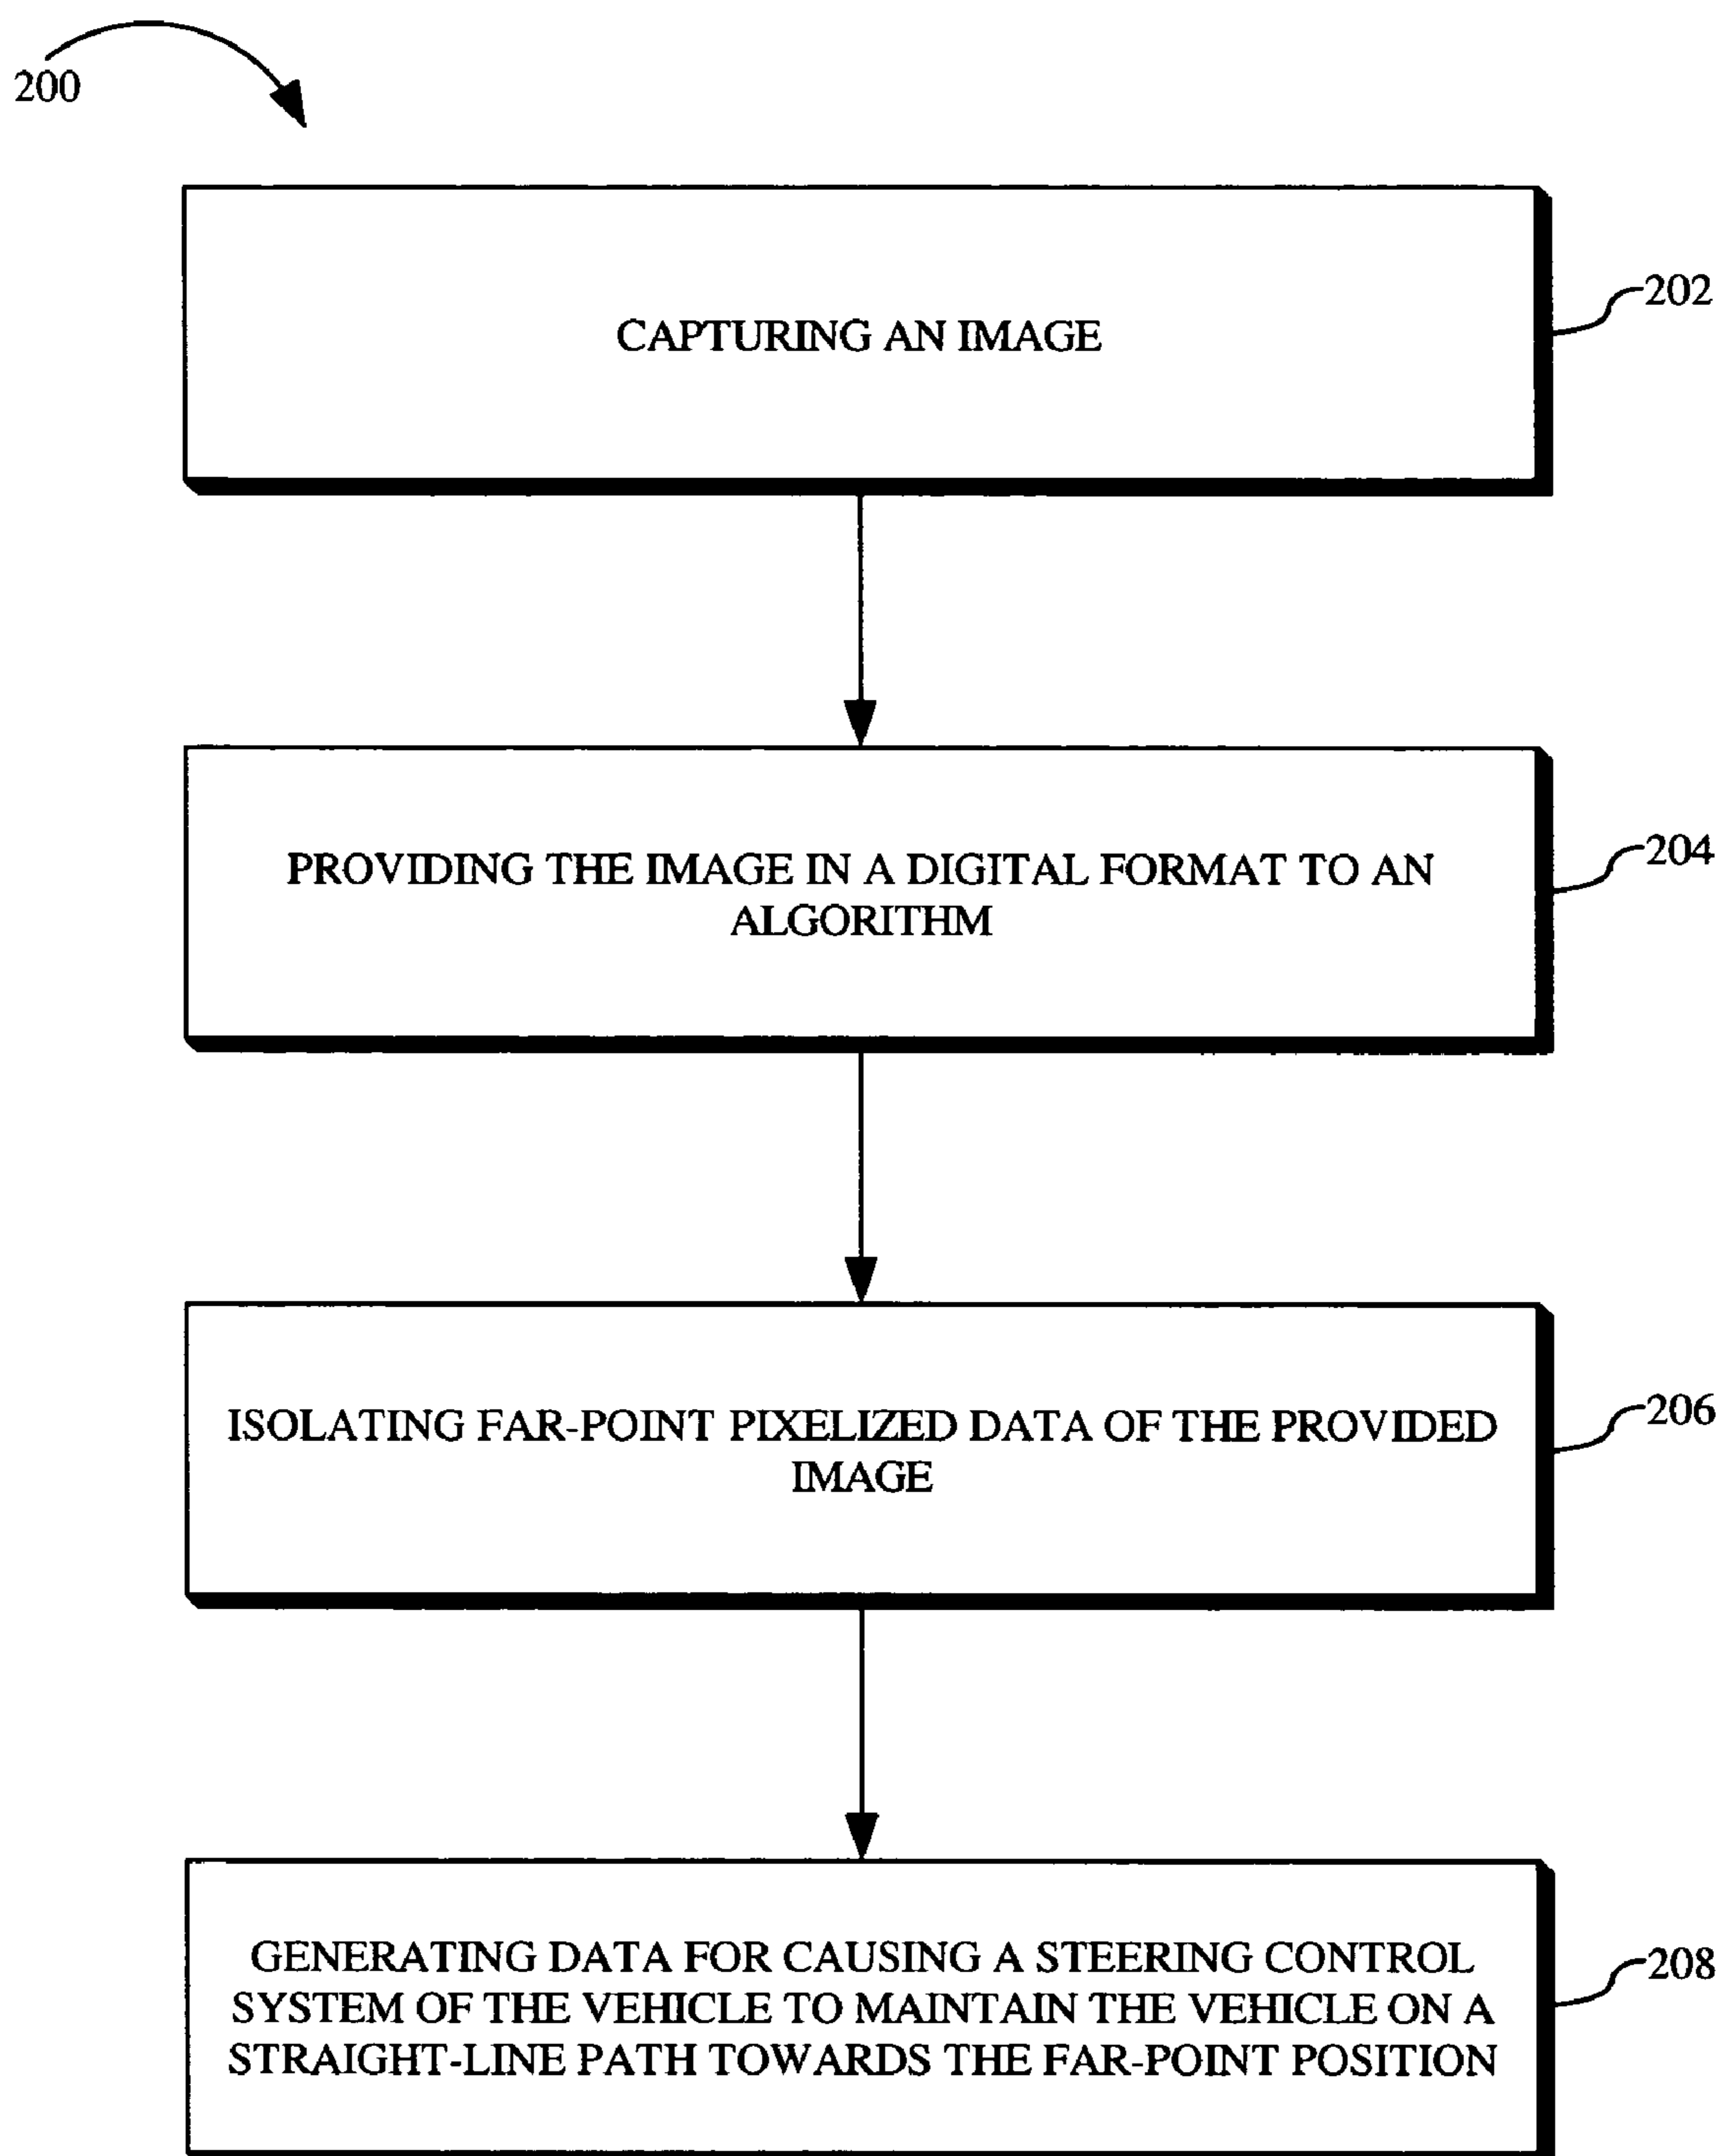 200
CAPTURING AN IMAGE
202
PROVIDING THE IMAGE IN A DIGITAL FORMAT TO AN
ALGORITHM
204
ISOLATING FAR-POINT PIXELIZED DATA OF THE PROVIDED
IMAGE
206
GENERATING DATA FOR CAUSING A STEERING CONTROL
SYSTEM OF THE VEHICLE TO MAINTAIN THE VEHICLE ON A
STRAIGHT-LINE PATH TOWARDS THE FAR-POINT POSITION
208